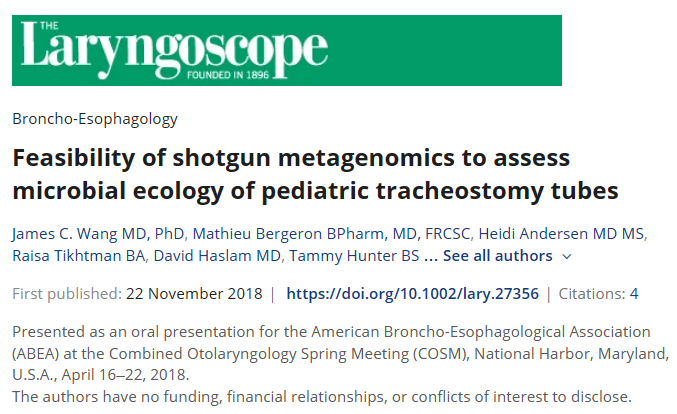 THE
Laryngoscope
FOUNDED IN 1896
Broncho-Esophagology
Feasibility of shotgun metagenomics to assess
microbial ecology of pediatric tracheostomy tubes
James C. Wang MD, PhD, Mathieu Bergeron BPharm, MD, FRCSC, Heidi Andersen MD MS,
Raisa Tikhtman BA, David Haslam MD, Tammy Hunter BS ... See all authors
First published: 22 November 2018 | https://doi.org/10.1002/lary.27356 | Citations: 4
Presented as an oral presentation for the American Broncho-Esophagological Association
(ABEA) at the Combined Otolaryngology Spring Meeting (COSM), National Harbor, Maryland,
U.S.A., April 16–22, 2018.
The authors have no funding, financial relationships, or conflicts of interest to disclose.